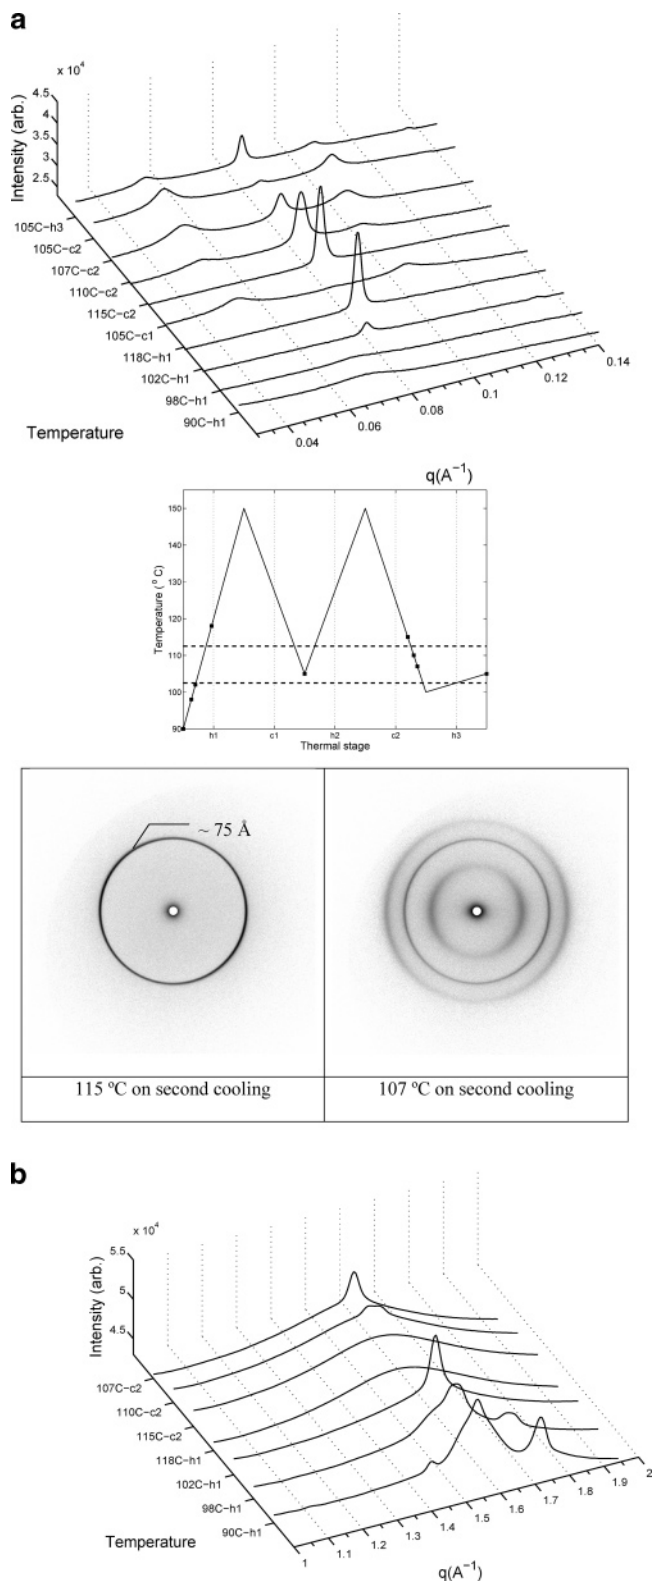 a
x 10⁴
Intensity (arb.)
4.5
4
3.5
3
2.5
105C-h3
105C-c2
107C-c2
110C-c2
115C-c2
105C-c1
118C-h1
102C-h1
98C-h1
90C-h1
Temperature
0.04
0.06
0.08
0.1
0.12
0.14
q(A⁻¹)
Temperature (⁰ C)
150
140
130
120
110
100
90
h1
c1
h2
c2
h3
Thermal stage
~ 75 Å
115 ºC on second cooling
107 ºC on second cooling
b
x 10⁴
Intensity (arb.)
5.5
5
4.5
107C-c2
110C-c2
115C-c2
118C-h1
102C-h1
98C-h1
90C-h1
Temperature
1
1.1
1.2
1.3
1.4
1.5
1.6
1.7
1.8
1.9
2
q(A⁻¹)